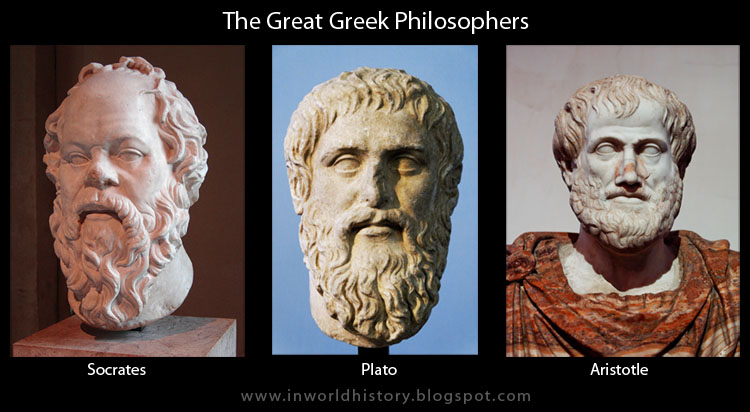 The Great Greek Philosophers
Socrates
Plato
Aristotle
www.inworldhistory.blogspot.com